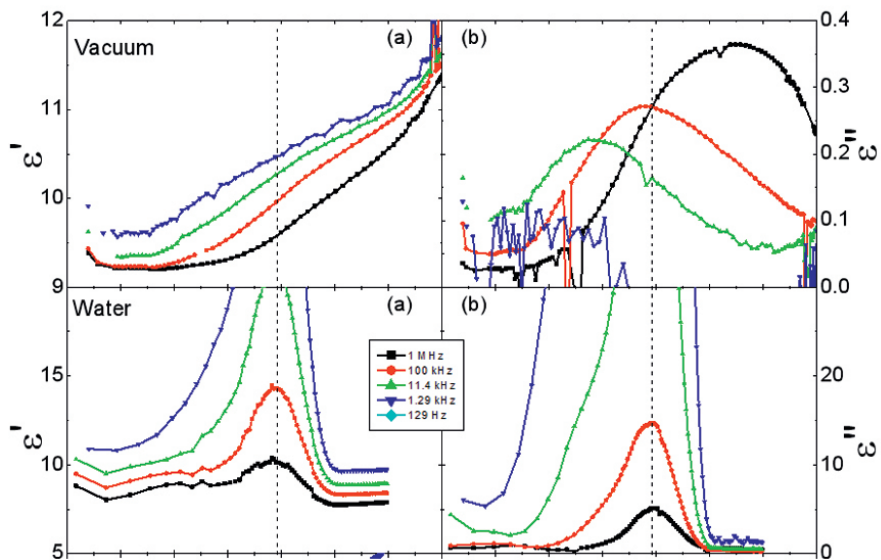 12
11
10
9
ε'
Vacuum
(a)
(b)
0.4
0.3
0.2
0.1
0.0
ε"
Water
(a)
(b)
15
10
5
ε'
1 MHz
100 kHz
11.4 kHz
1.29 kHz
129 Hz
20
10
0
ε"